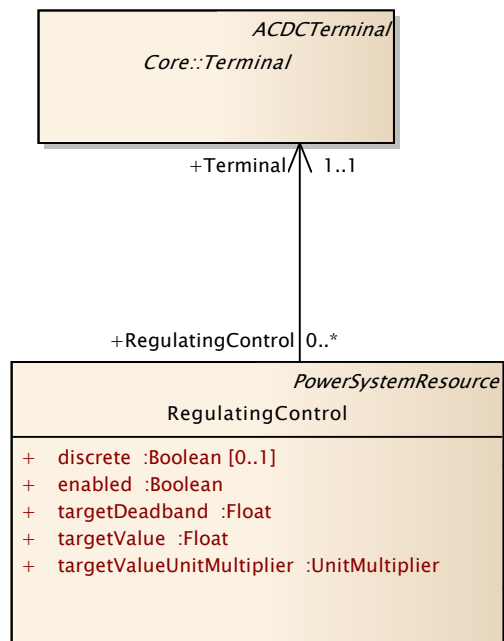 ACDCTerminal
Core::Terminal
+Terminal 1..1
+RegulatingControl 0..*
PowerSystemResource
RegulatingControl
+ discrete :Boolean [0..1]
+ enabled :Boolean
+ targetDeadband :Float
+ targetValue :Float
+ targetValueUnitMultiplier :UnitMultiplier